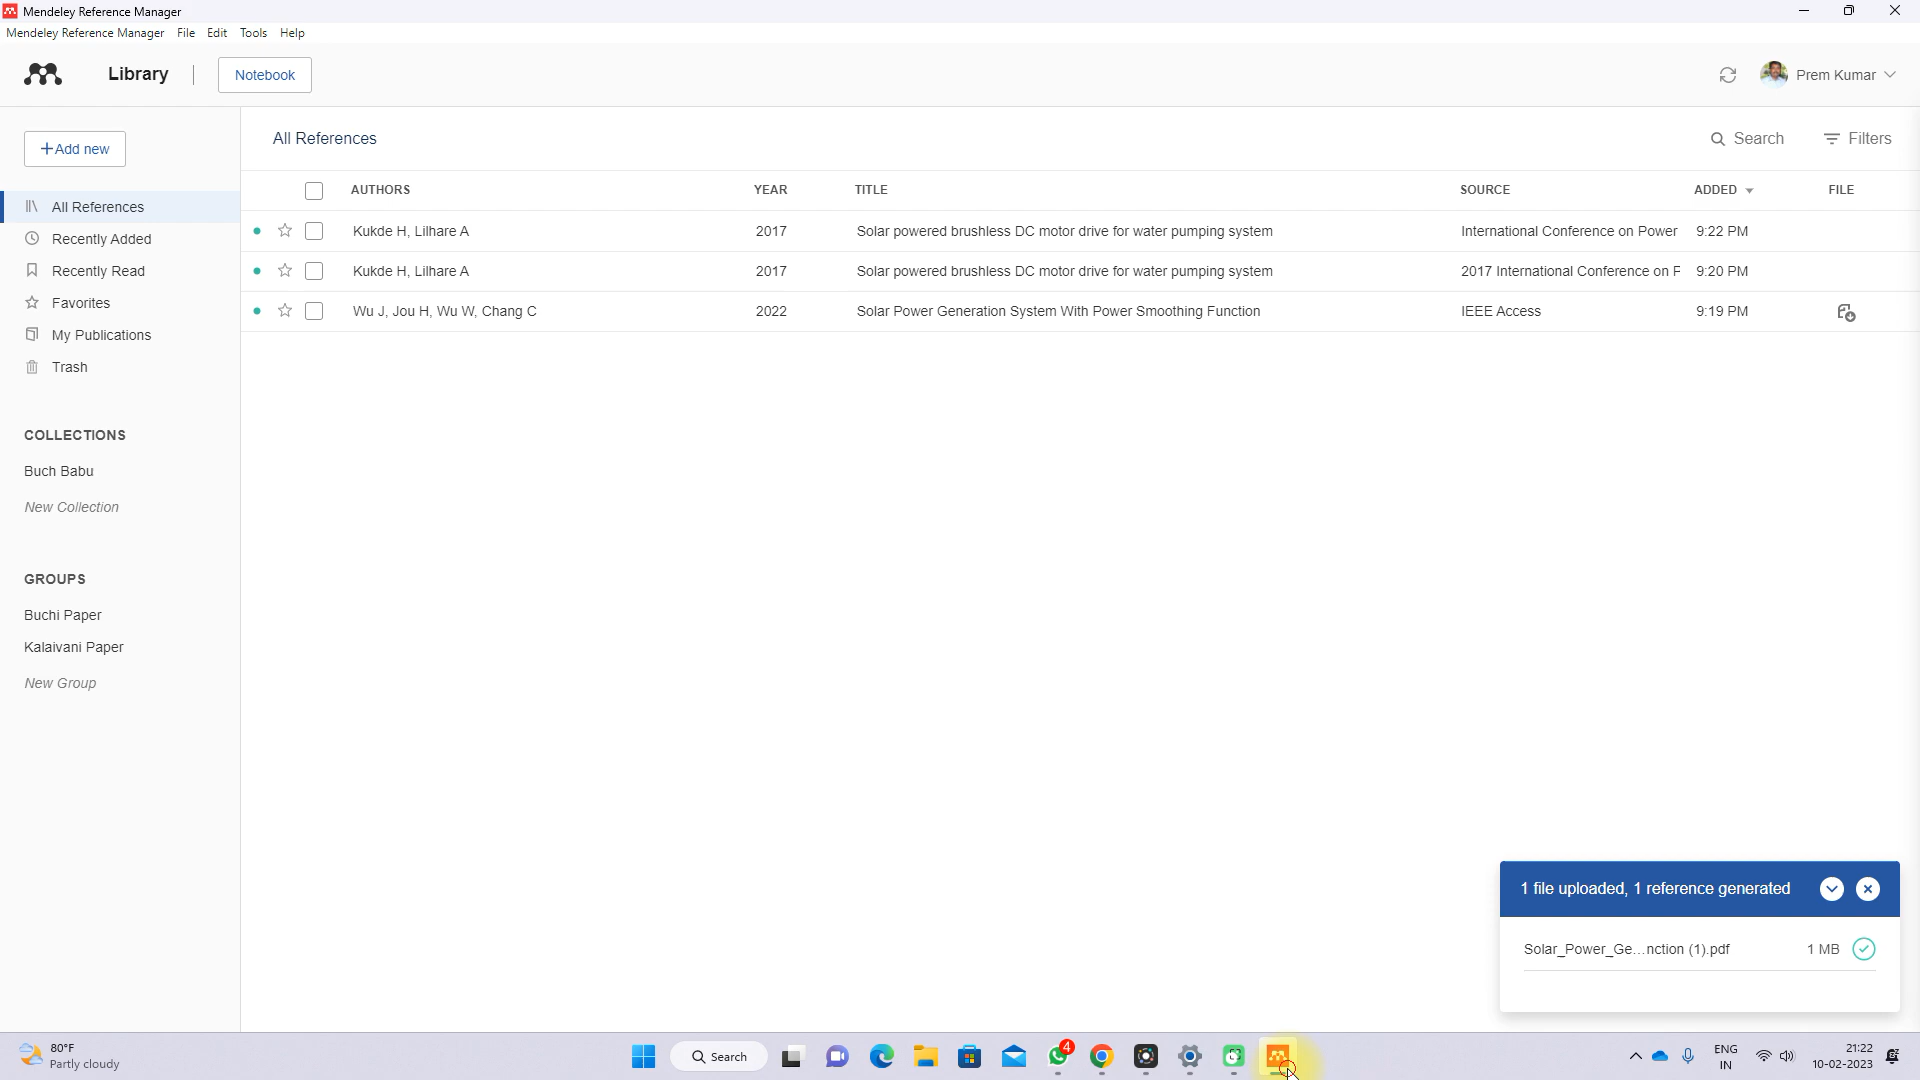 Mendeley Reference Manager
Mendeley Reference Manager File Edit Tools Help
Library
Notebook
Prem Kumar
+Add new
All References
Search
Filters
AUTHORS YEAR TITLE SOURCE ADDED FILE
Kukde H, Lilhare A 2017 Solar powered brushless DC motor drive for water pumping system International Conference on Power 9:22 PM
Kukde H, Lilhare A 2017 Solar powered brushless DC motor drive for water pumping system 2017 International Conference on P 9:20 PM
Wu J, Jou H, Wu W, Chang C 2022 Solar Power Generation System With Power Smoothing Function IEEE Access 9:19 PM
All References
Recently Added
Recently Read
Favorites
My Publications
Trash
COLLECTIONS
Buch Babu
New Collection
GROUPS
Buchi Paper
Kalaivani Paper
New Group
1 file uploaded, 1 reference generated
Solar_Power_Ge...nction (1).pdf 1 MB
80°F
Partly cloudy
Search
4
ENG
IN
21:22
10-02-2023